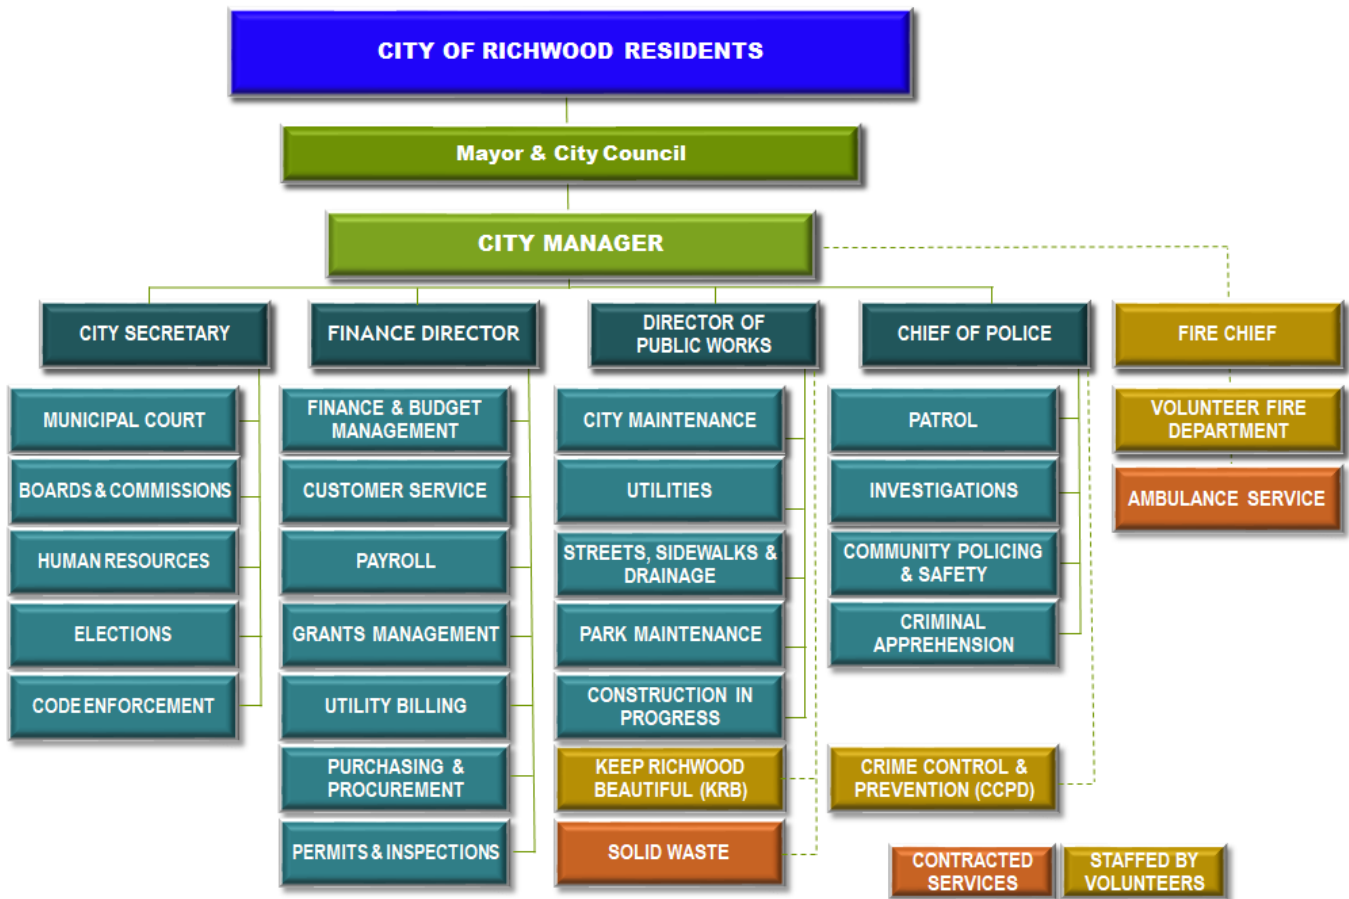 CITY OF RICHWOOD RESIDENTS
Mayor & City Council
CITY MANAGER
CITY SECRETARY
FINANCE DIRECTOR
DIRECTOR OF
PUBLIC WORKS
CHIEF OF POLICE
FIRE CHIEF
MUNICIPAL COURT
BOARDS & COMMISSIONS
HUMAN RESOURCES
ELECTIONS
CODE ENFORCEMENT
FINANCE & BUDGET
MANAGEMENT
CUSTOMER SERVICE
PAYROLL
GRANTS MANAGEMENT
UTILITY BILLING
PURCHASING &
PROCUREMENT
PERMITS & INSPECTIONS
CITY MAINTENANCE
UTILITIES
STREETS, SIDEWALKS &
DRAINAGE
PARK MAINTENANCE
CONSTRUCTION IN
PROGRESS
KEEP RICHWOOD
BEAUTIFUL (KRB)
SOLID WASTE
PATROL
INVESTIGATIONS
COMMUNITY POLICING
& SAFETY
CRIMINAL
APPREHENSION
CRIME CONTROL &
PREVENTION (CCPD)
VOLUNTEER FIRE
DEPARTMENT
AMBULANCE SERVICE
CONTRACTED
SERVICES
STAFFED BY
VOLUNTEERS